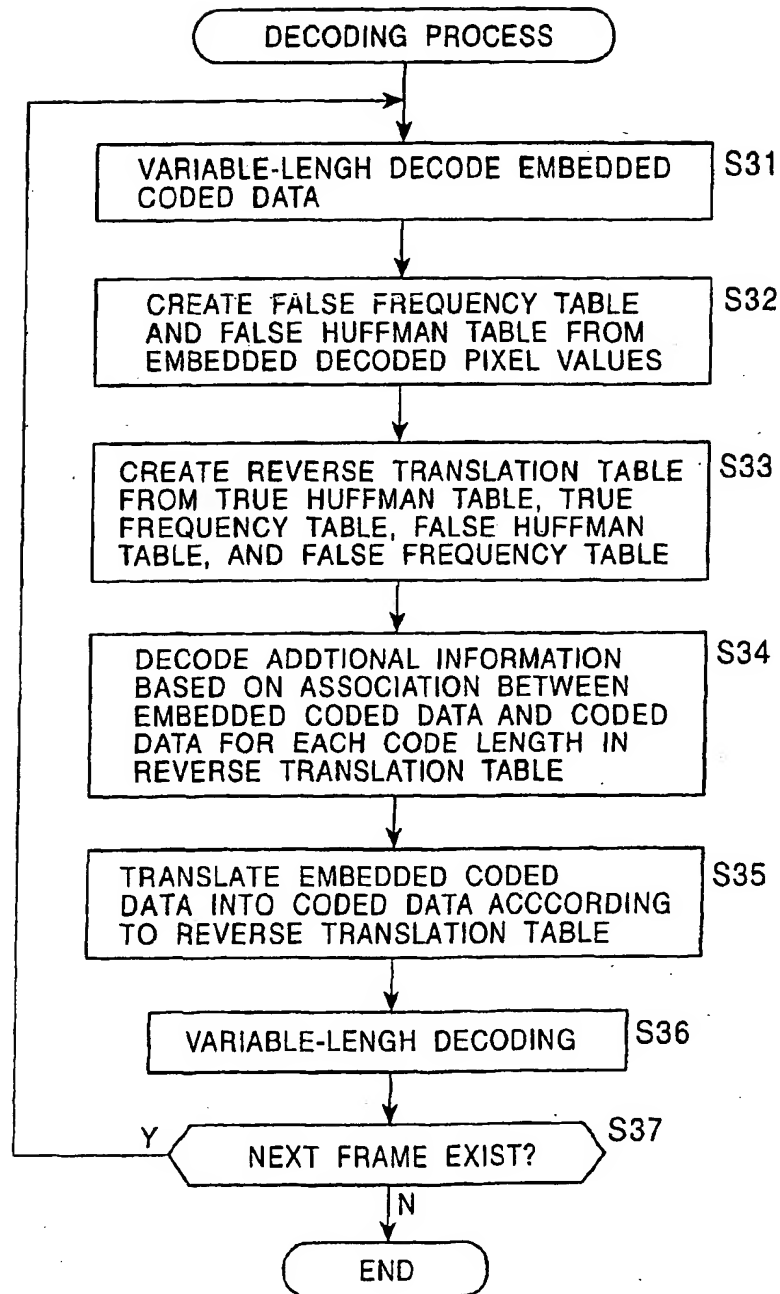 DECODING PROCESS
VARIABLE-LENGH DECODE EMBEDDED
CODED DATA
S31
CREATE FALSE FREQUENCY TABLE
AND FALSE HUFFMAN TABLE FROM
EMBEDDED DECODED PIXEL VALUES
S32
CREATE REVERSE TRANSLATION TABLE
FROM TRUE HUFFMAN TABLE, TRUE
FREQUENCY TABLE, FALSE HUFFMAN
TABLE, AND FALSE FREQUENCY TABLE
S33
DECODE ADDTIONAL INFORMATION
BASED ON ASSOCIATION BETWEEN
EMBEDDED CODED DATA AND CODED
DATA FOR EACH CODE LENGTH IN
REVERSE TRANSLATION TABLE
S34
TRANSLATE EMBEDDED CODED
DATA INTO CODED DATA ACCCORDING
TO REVERSE TRANSLATION TABLE
S35
VARIABLE-LENGH DECODING
S36
Y
NEXT FRAME EXIST?
S37
N
END